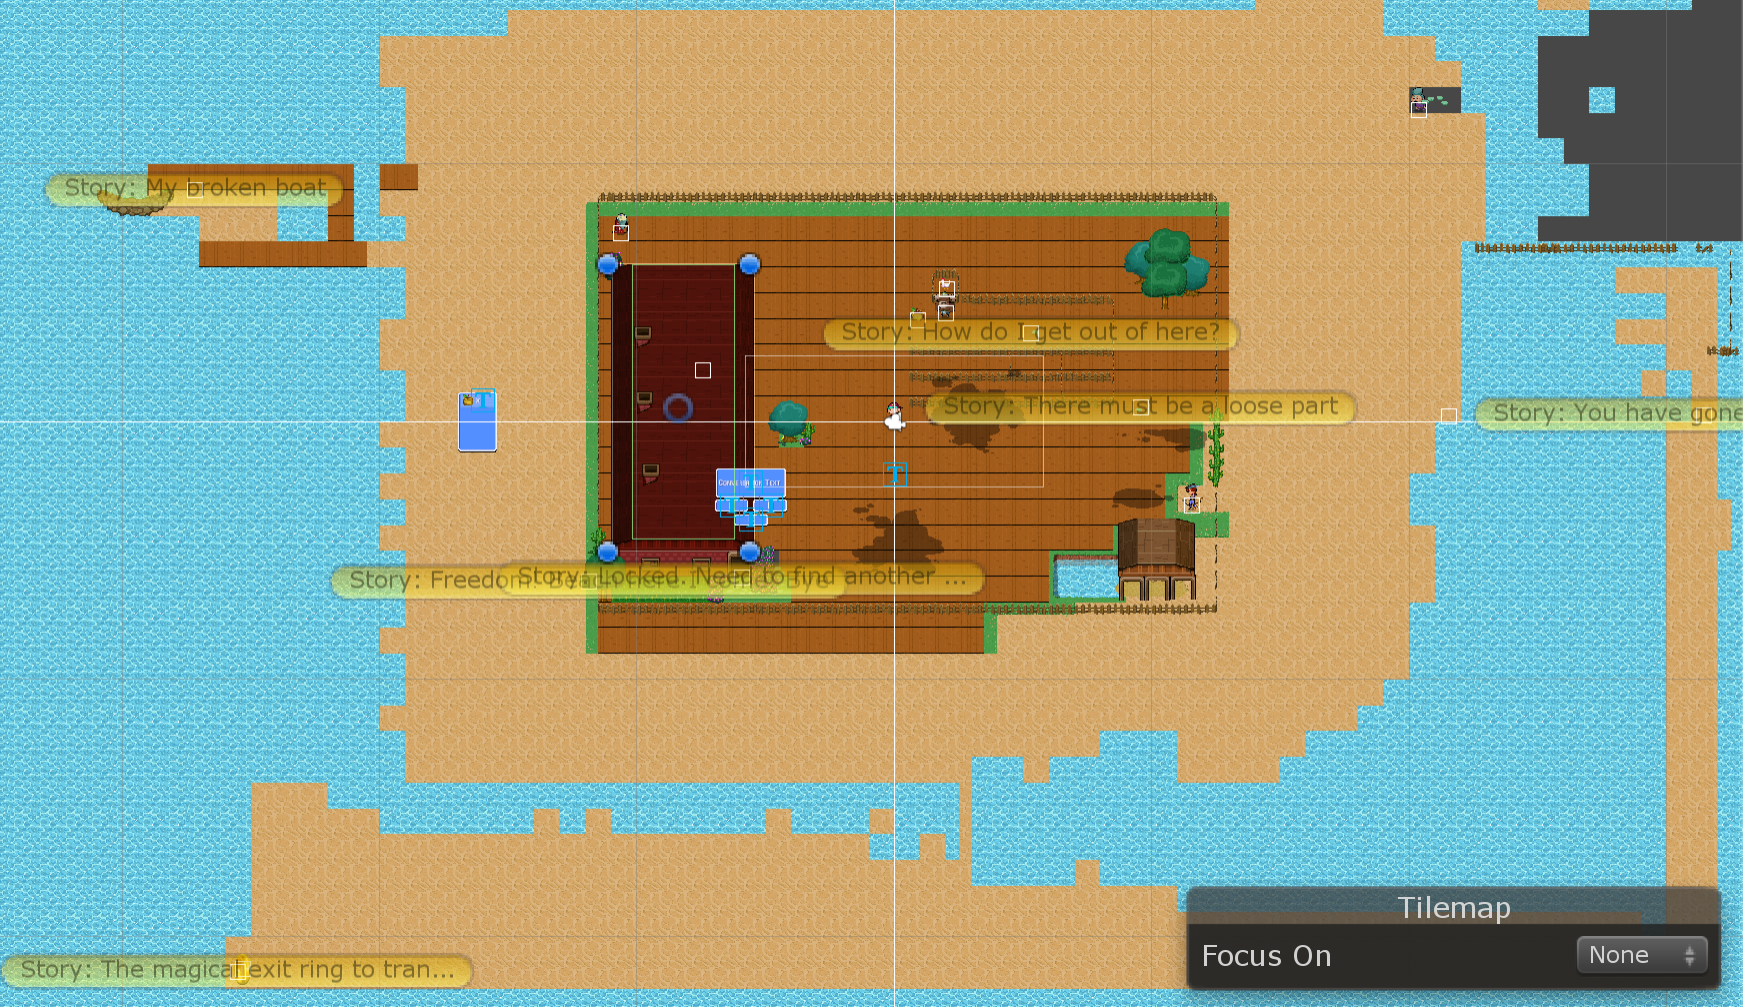 Story: My broken boat
Story: How do I get out of here?
Story: There must be a loose part
Story: You have gone
Story: Locked. Need to find another ...
Story: Freedom
Story: The magical exit ring to tran...
Tilemap
Focus On
None